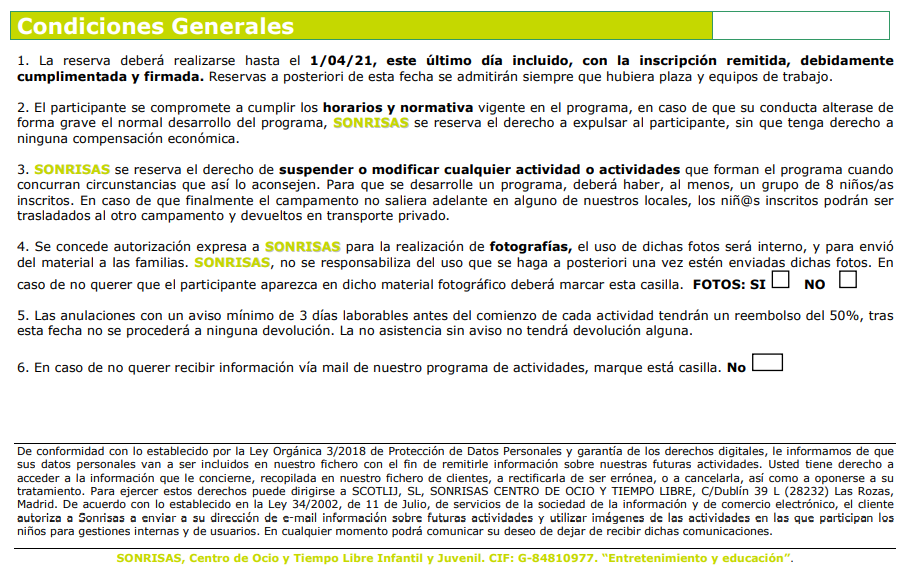 Condiciones Generales
1. La reserva deberá realizarse hasta el 1/04/21, este último día incluido, con la inscripción remitida, debidamente
cumplimentada y firmada. Reservas a posteriori de esta fecha se admitirán siempre que hubiera plaza y equipos de trabajo.
2. El participante se compromete a cumplir los horarios y normativa vigente en el programa, en caso de que su conducta alterase de
forma grave el normal desarrollo del programa, SONRISAS se reserva el derecho a expulsar al participante, sin que tenga derecho a
ninguna compensación económica.
3. SONRISAS se reserva el derecho de suspender o modificar cualquier actividad o actividades que forman el programa cuando
concurran circunstancias que así lo aconsejen. Para que se desarrolle un programa, deberá haber, al menos, un grupo de 8 niños/as
inscritos. En caso de que finalmente el campamento no saliera adelante en alguno de nuestros locales, los niñ@s inscritos podrán ser
trasladados al otro campamento y devueltos en transporte privado.
4. Se concede autorización expresa a SONRISAS para la realización de fotografías, el uso de dichas fotos será interno, y para envió
del material a las familias. SONRISAS, no se responsabiliza del uso que se haga a posteriori una vez estén enviadas dichas fotos. En
caso de no querer que el participante aparezca en dicho material fotográfico deberá marcar esta casilla. FOTOS: SI NO
5. Las anulaciones con un aviso mínimo de 3 días laborables antes del comienzo de cada actividad tendrán un reembolso del 50%, tras
esta fecha no se procederá a ninguna devolución. La no asistencia sin aviso no tendrá devolución alguna.
6. En caso de no querer recibir información vía mail de nuestro programa de actividades, marque está casilla. No
De conformidad con lo establecido por la Ley Orgánica 3/2018 de Protección de Datos Personales y garantía de los derechos digitales, le informamos de que
sus datos personales van a ser incluidos en nuestro fichero con el fin de remitirle información sobre nuestras futuras actividades. Usted tiene derecho a
acceder a la información que le concierne, recopilada en nuestro fichero de clientes, a rectificarla de ser errónea, o a cancelarla, así como a oponerse a su
tratamiento. Para ejercer estos derechos puede dirigirse a SCOTLIJ, SL, SONRISAS CENTRO DE OCIO Y TIEMPO LIBRE, C/Dublín 39 L (28232) Las Rozas,
Madrid. De acuerdo con lo establecido en la Ley 34/2002, de 11 de Julio, de servicios de la sociedad de la información y de comercio electrónico, el cliente
autoriza a Sonrisas a enviar a su dirección de e-mail información sobre futuras actividades y utilizar imágenes de las actividades en las que participan los
niños para gestiones internas y de usuarios. En cualquier momento podrá comunicar su deseo de dejar de recibir dichas comunicaciones.
SONRISAS, Centro de Ocio y Tiempo Libre Infantil y Juvenil. CIF: G-84810977. “Entretenimiento y educación”.